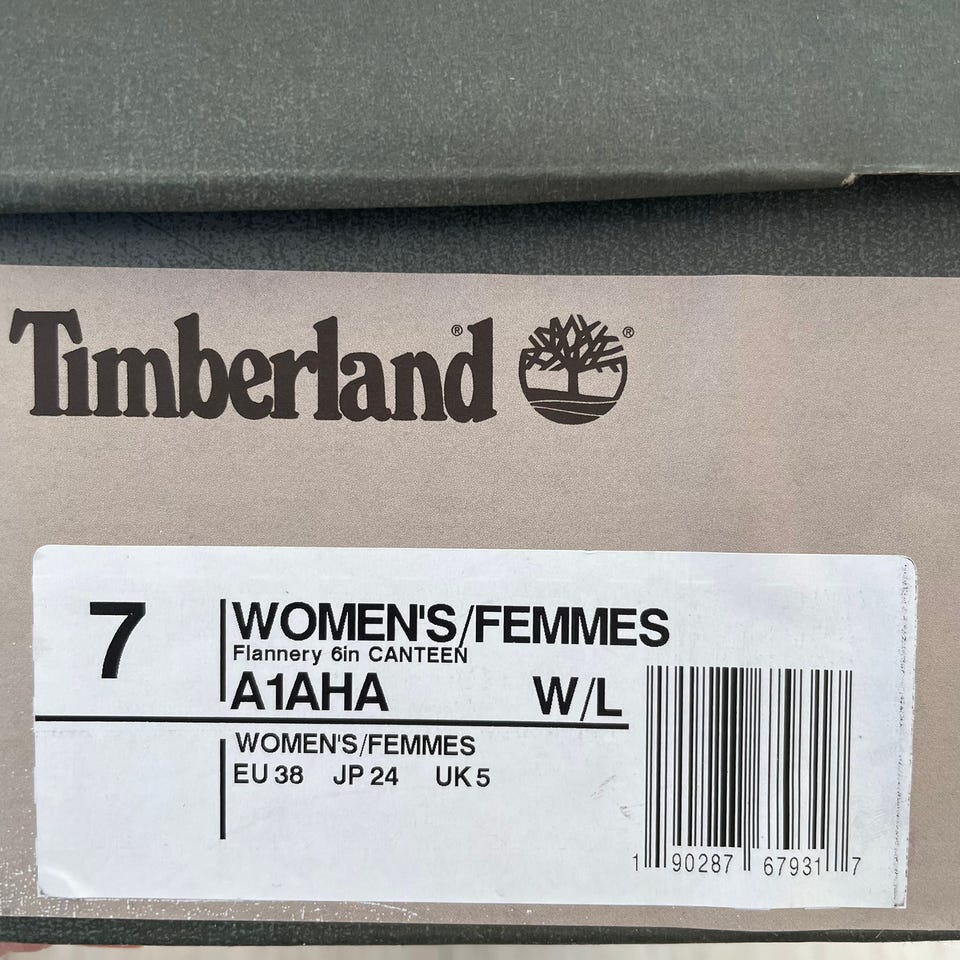 Timberland® ®
7
WOMEN'S/FEMMES
Flannery 6in CANTEEN
A1AHA W/L
WOMEN'S/FEMMES
EU 38 JP 24 UK 5
1 90287 67931 7